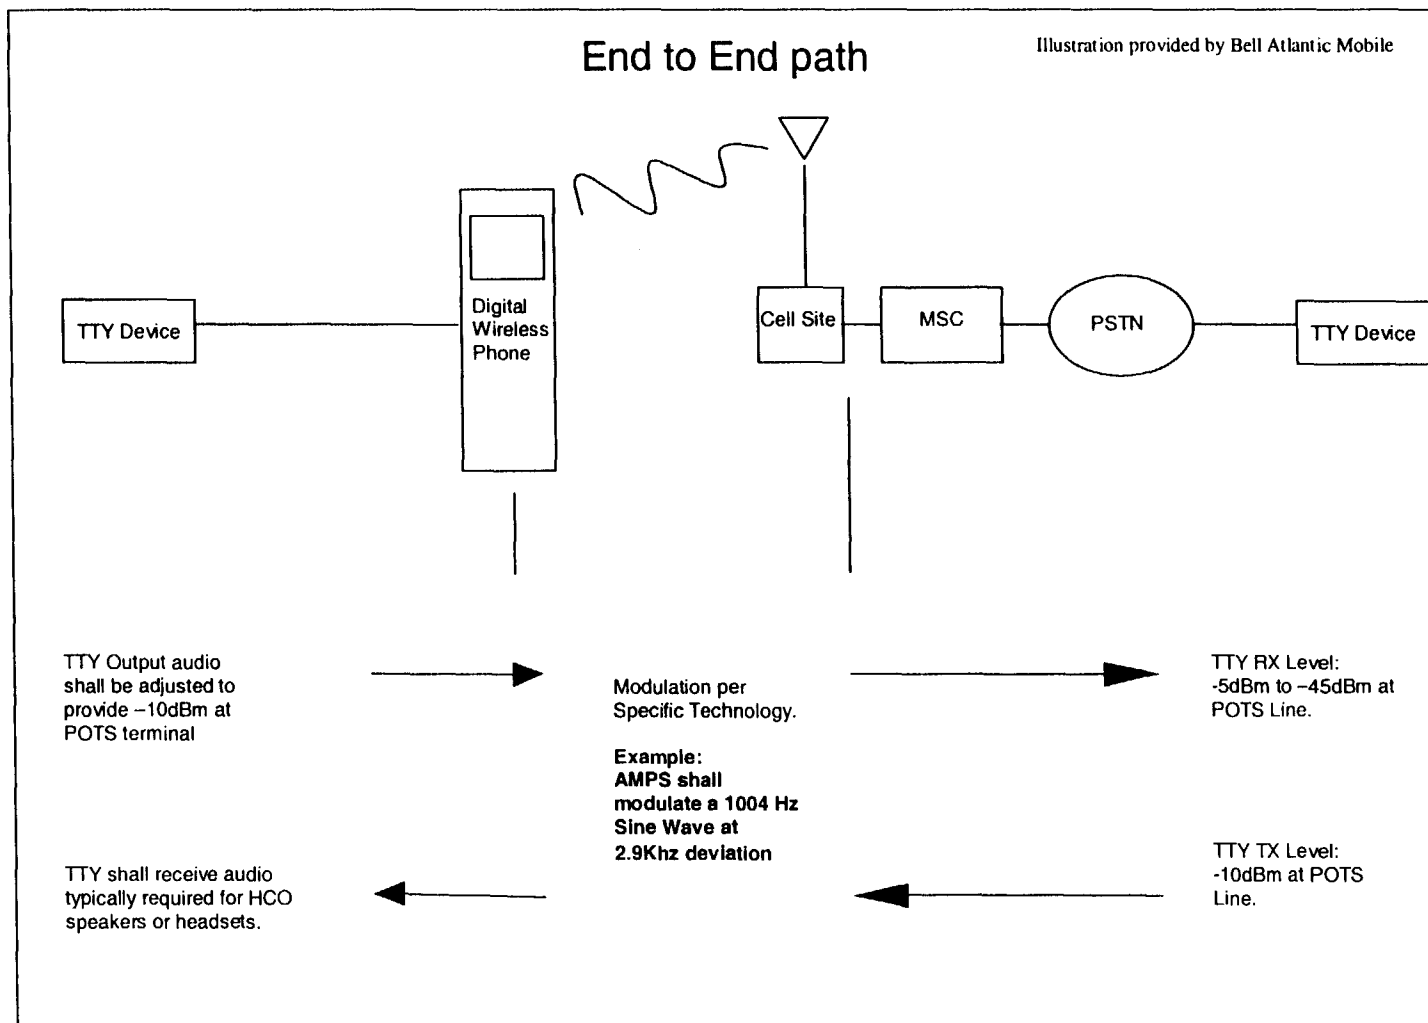 End to End path
Illustration provided by Bell Atlantic Mobile
TTY Device
Digital
Wireless
Phone
Cell Site
MSC
PSTN
TTY Device
TTY Output audio
shall be adjusted to
provide –10dBm at
POTS terminal
Modulation per
Specific Technology.
Example:
AMPS shall
modulate a 1004 Hz
Sine Wave at
2.9Khz deviation
TTY RX Level:
-5dBm to –45dBm at
POTS Line.
TTY shall receive audio
typically required for HCO
speakers or headsets.
TTY TX Level:
-10dBm at POTS
Line.